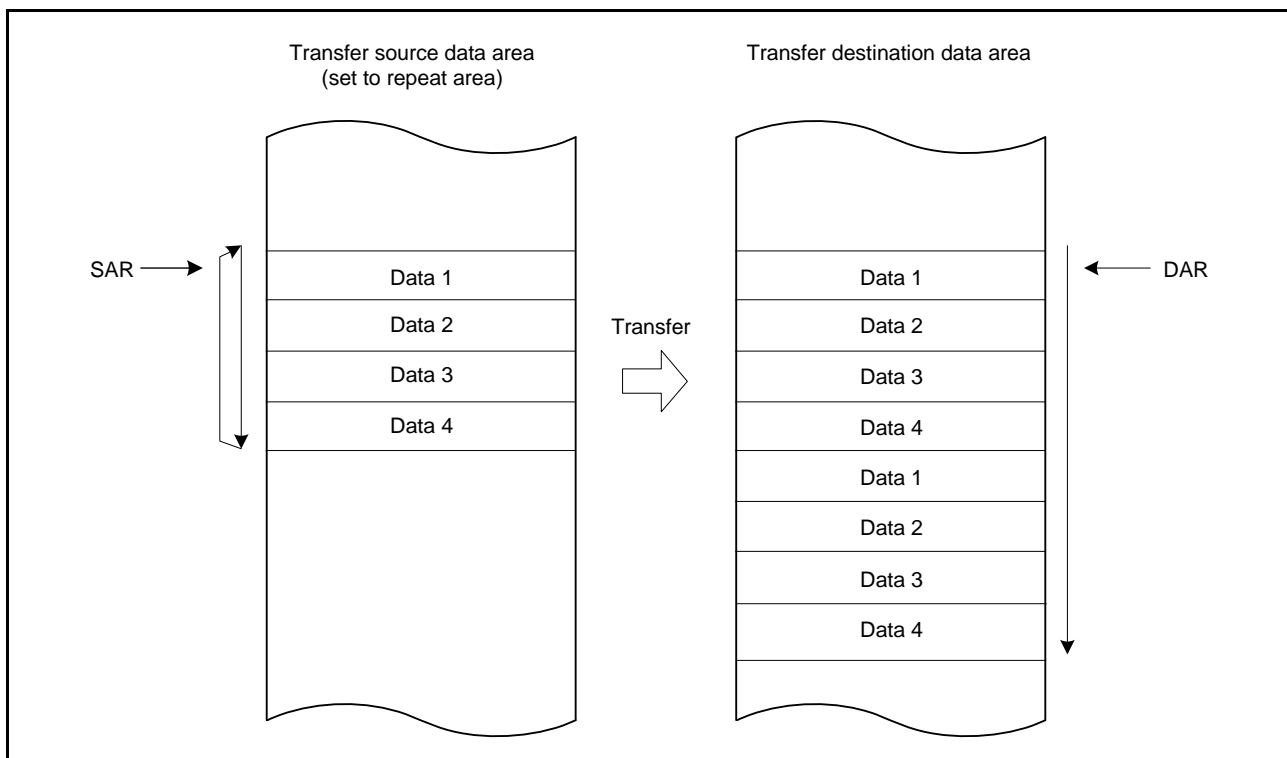 Transfer source data area
(set to repeat area)
Transfer destination data area
SAR
Data 1
Data 2
Data 3
Data 4
Transfer
Data 1
Data 2
Data 3
Data 4
Data 1
Data 2
Data 3
Data 4
DAR